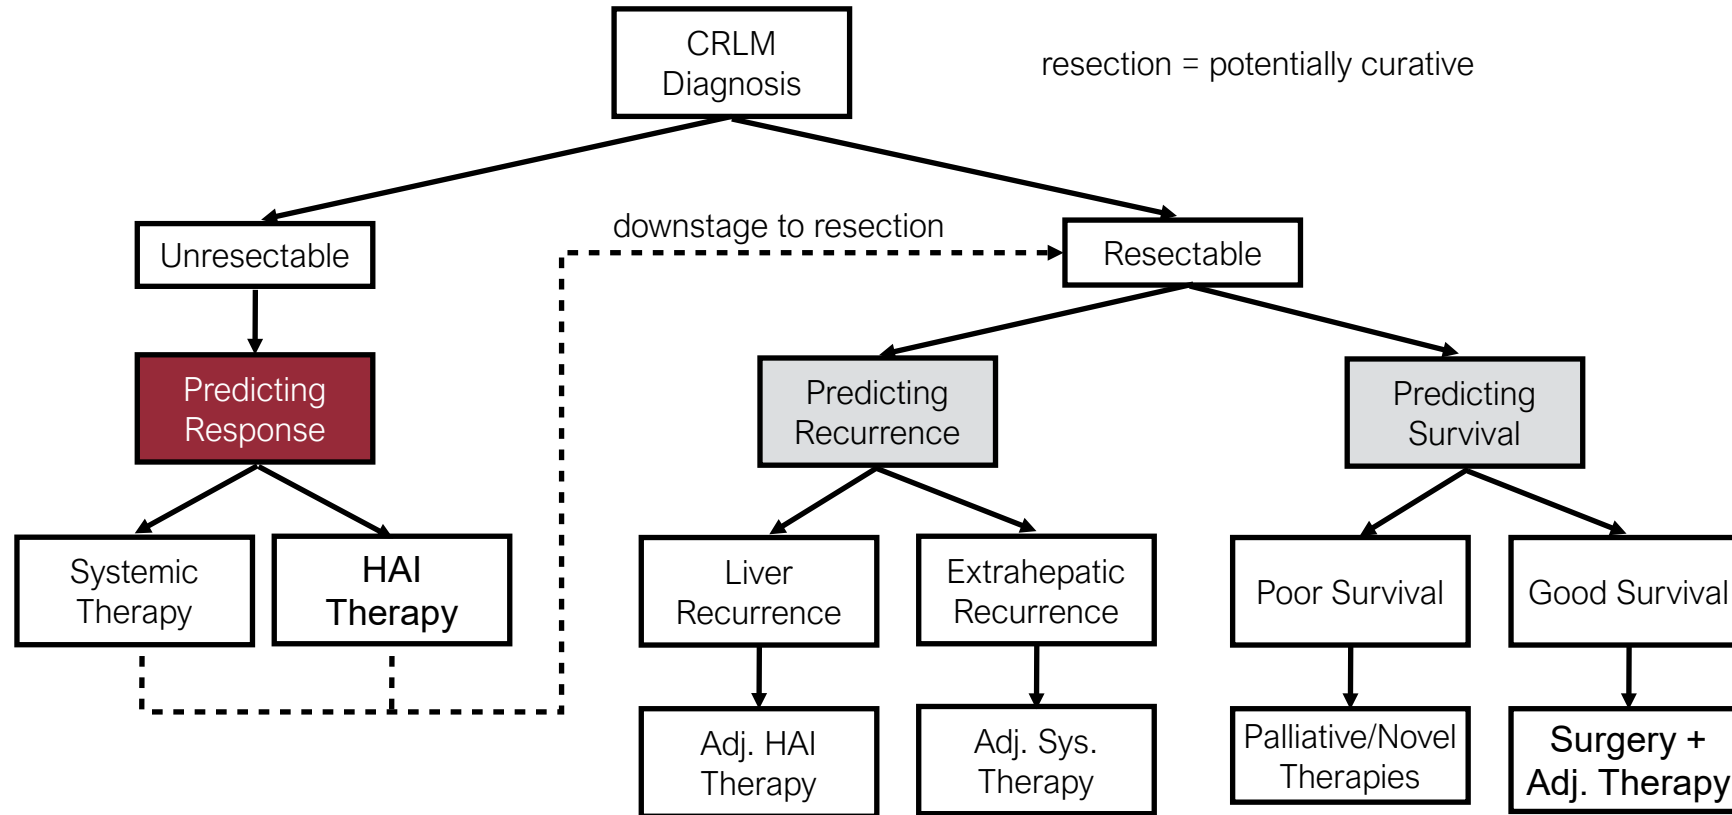 CRLM
Diagnosis
resection = potentially curative
downstage to resection
Unresectable
Resectable
Predicting
Response
Predicting
Recurrence
Predicting
Survival
Systemic
Therapy
HAI
Therapy
Liver
Recurrence
Extrahepatic
Recurrence
Poor Survival
Good Survival
Adj. HAI
Therapy
Adj. Sys.
Therapy
Palliative/Novel
Therapies
Surgery +
Adj. Therapy